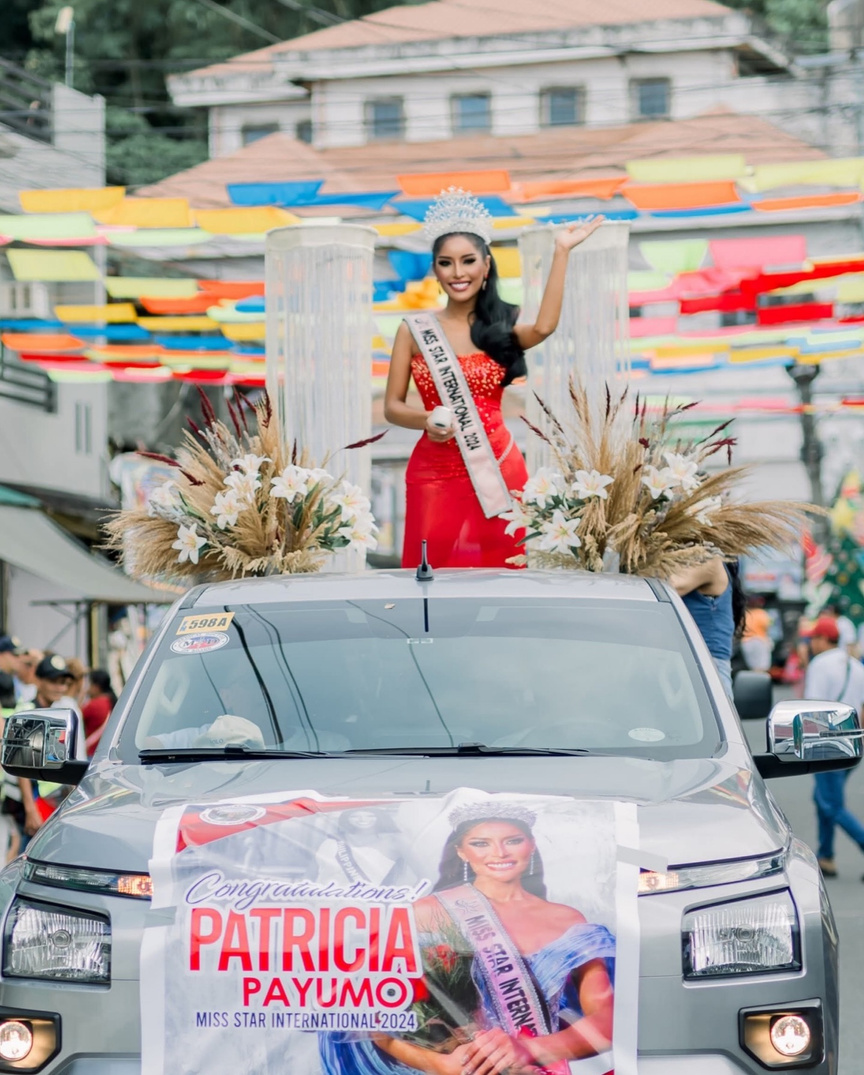 MISS STAR INTERNATIONAL 2024
598A
Congratulations!
PATRICIA
PAYUMO
MISS STAR INTERNATIONAL 2024
MISS STAR INTERN